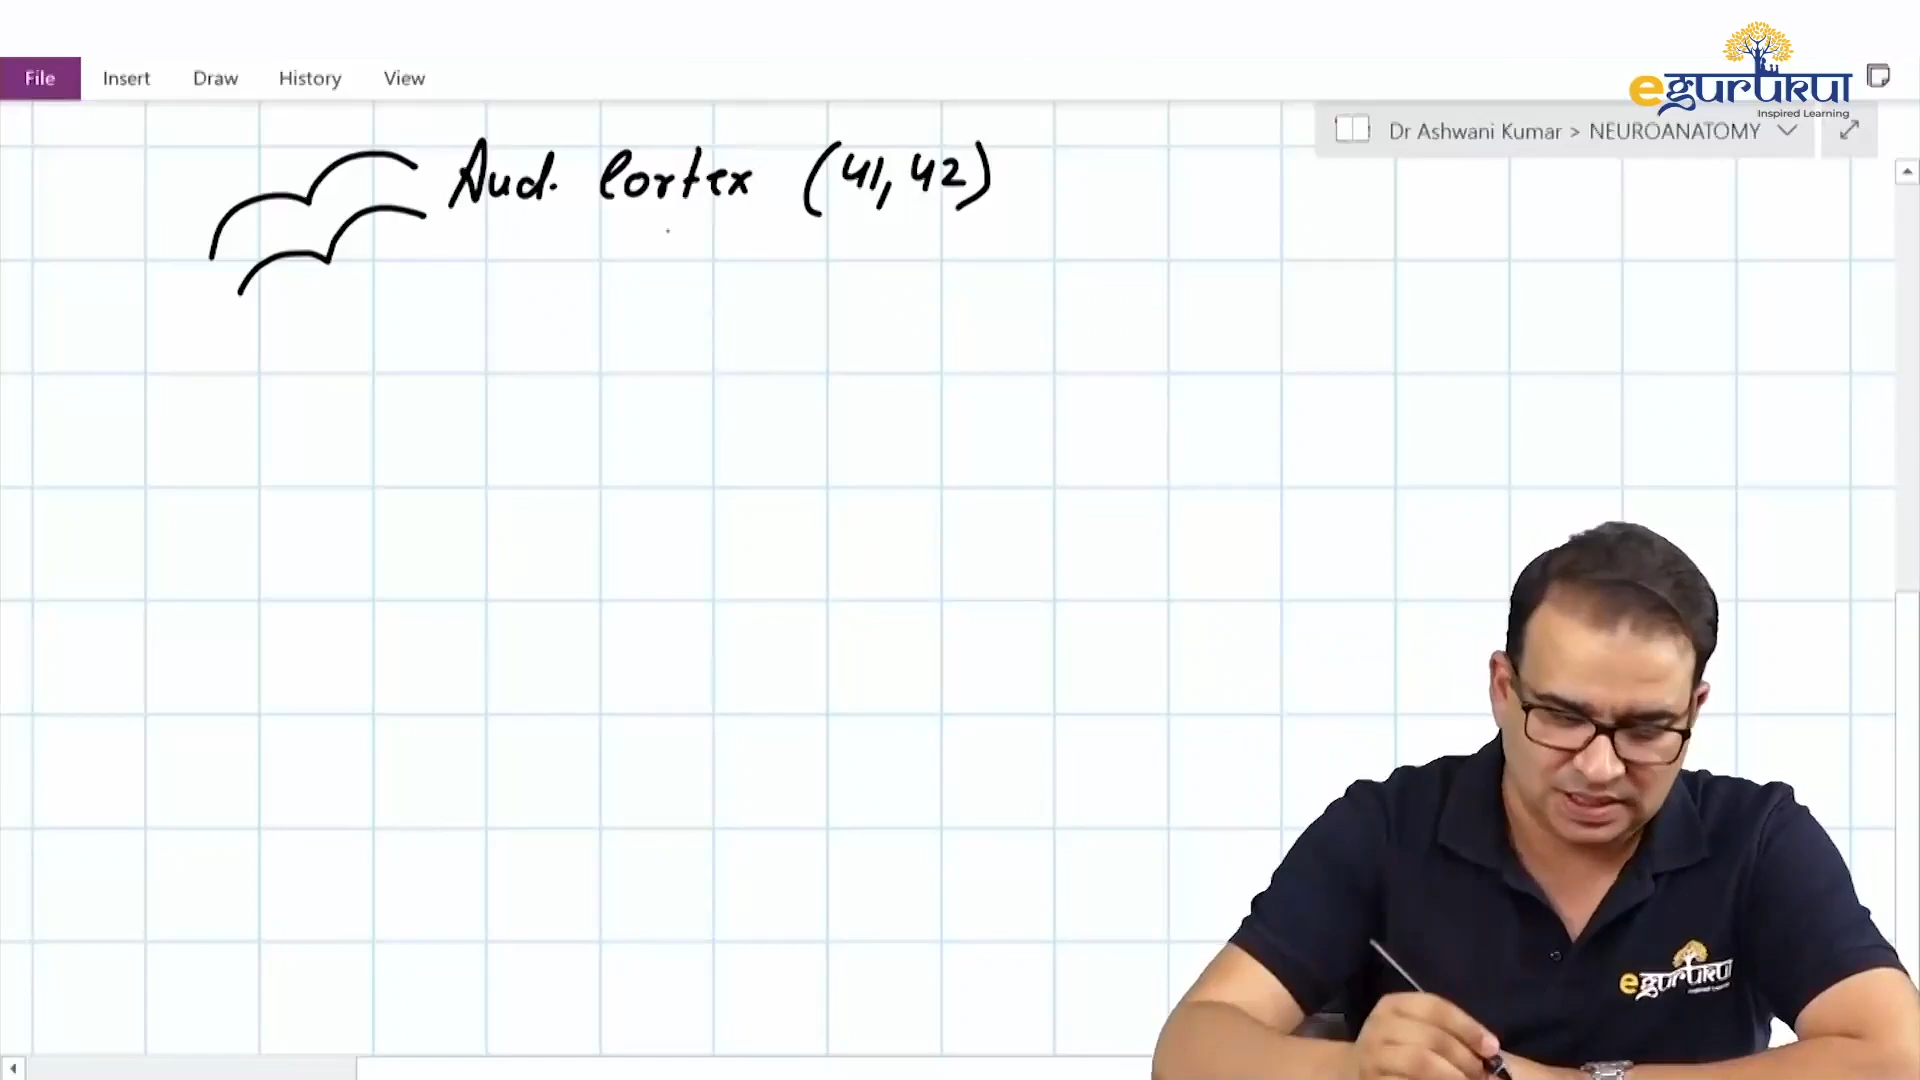 egurukul
Inspired Learning
File Insert Draw History View
Dr Ashwani Kumar > NEUROANATOMY
Aud. Cortex (41, 42)
egurukul